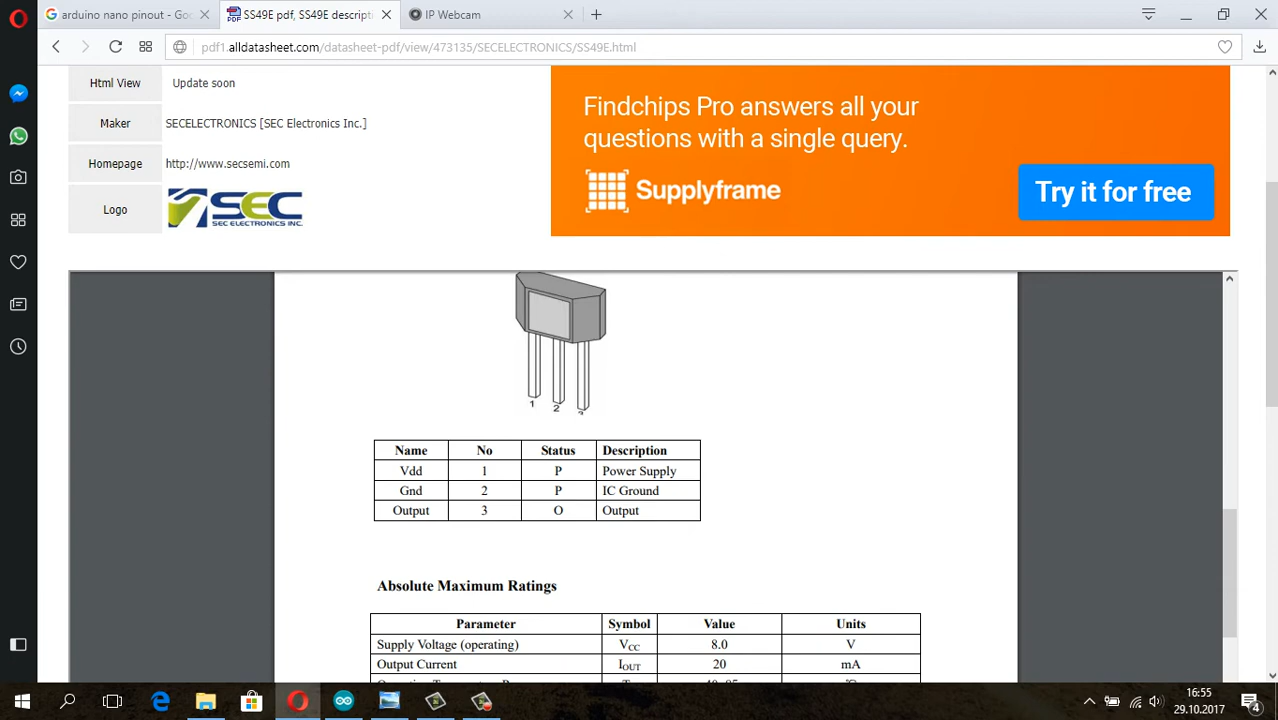 arduino nano pinout - Goo
SS49E pdf, SS49E descripti
IP Webcam
pdf1.alldatasheet.com/datasheet-pdf/view/473135/SECELECTRONICS/SS49E.html
Html View Update soon
Maker SECELECTRONICS [SEC Electronics Inc.]
Homepage http://www.secsemi.com
Logo SEC
SEC ELECTRONICS INC.
Findchips Pro answers all your
questions with a single query.
Supplyframe
Try it for free
1 2 3
Name No Status Description
Vdd 1 P Power Supply
Gnd 2 P IC Ground
Output 3 O Output
Absolute Maximum Ratings
Parameter Symbol Value Units
Supply Voltage (operating) VCC 8.0 V
Output Current IOUT 20 mA
16:55
29.10.2017
4